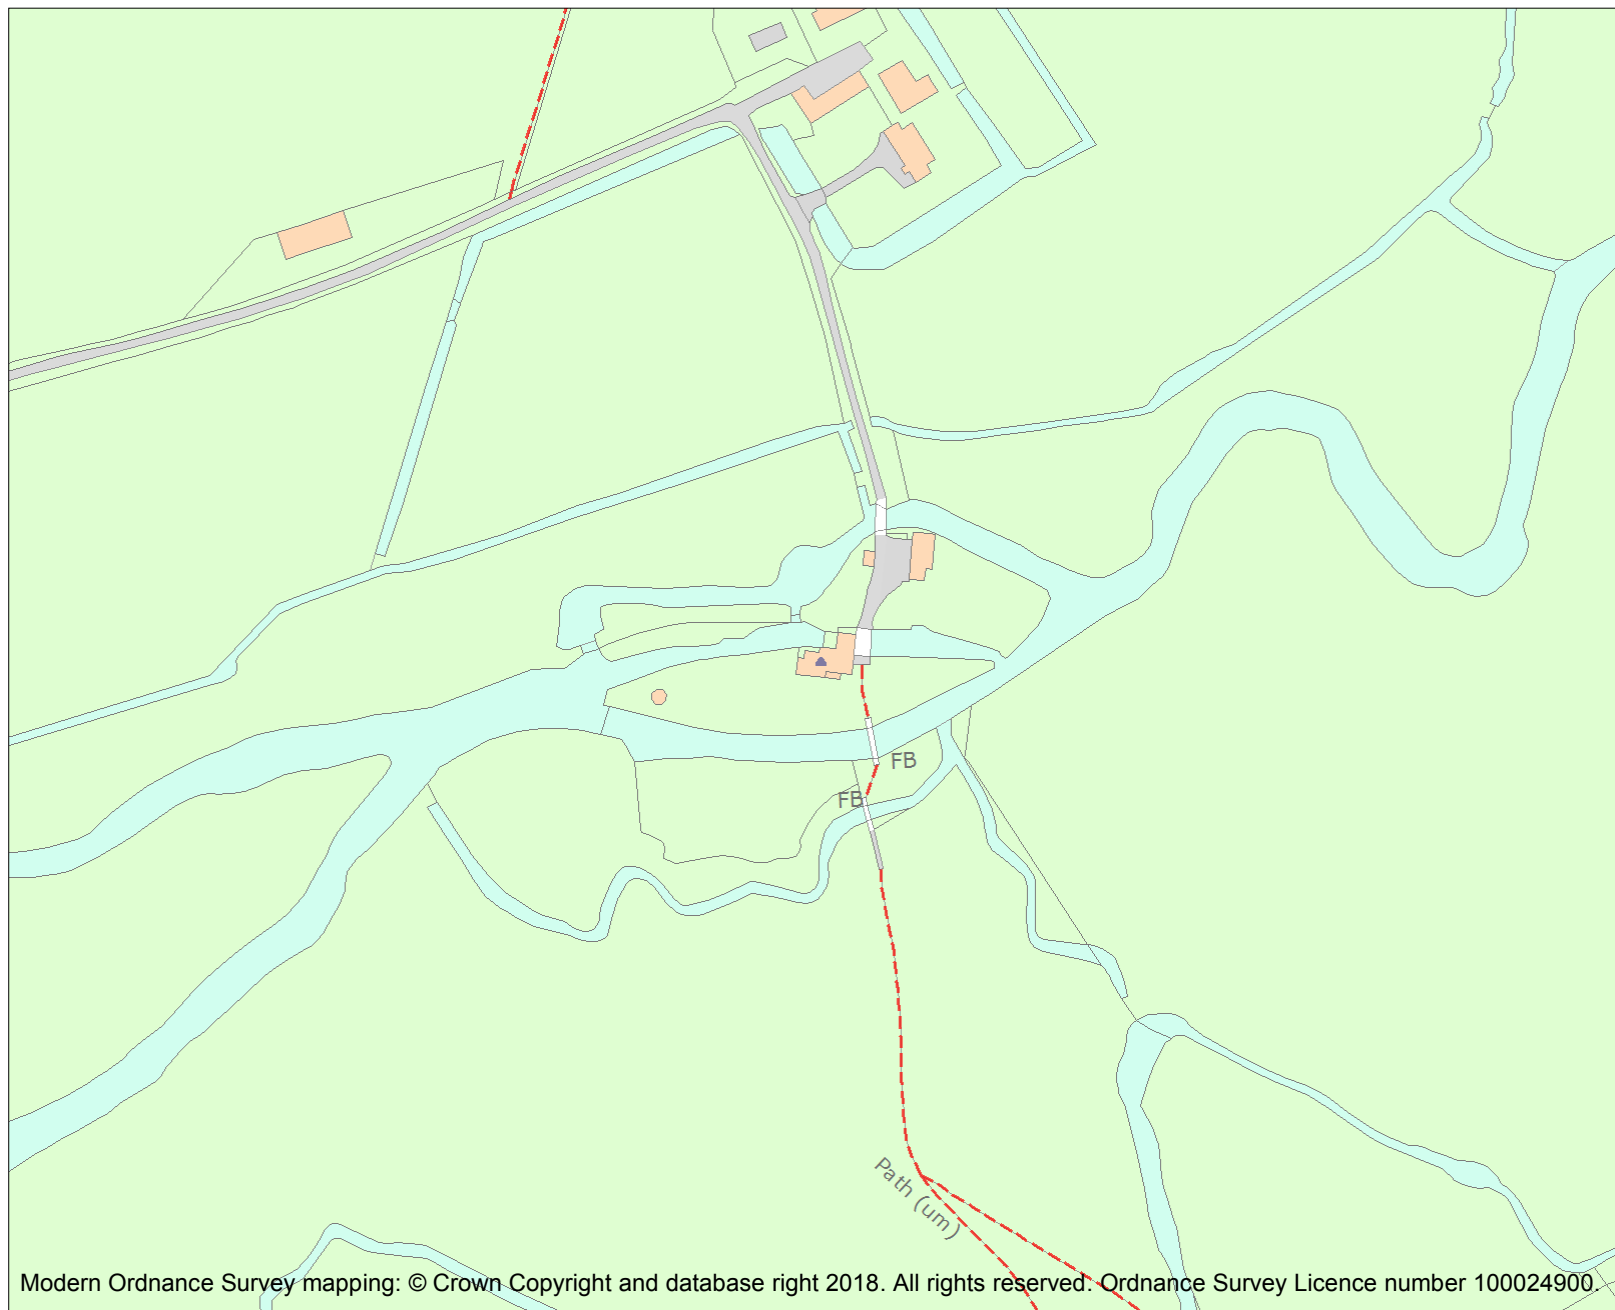 FB
FB
Path (um)
Modern Ordnance Survey mapping: © Crown Copyright and database right 2018. All rights reserved. Ordnance Survey Licence number 100024900.